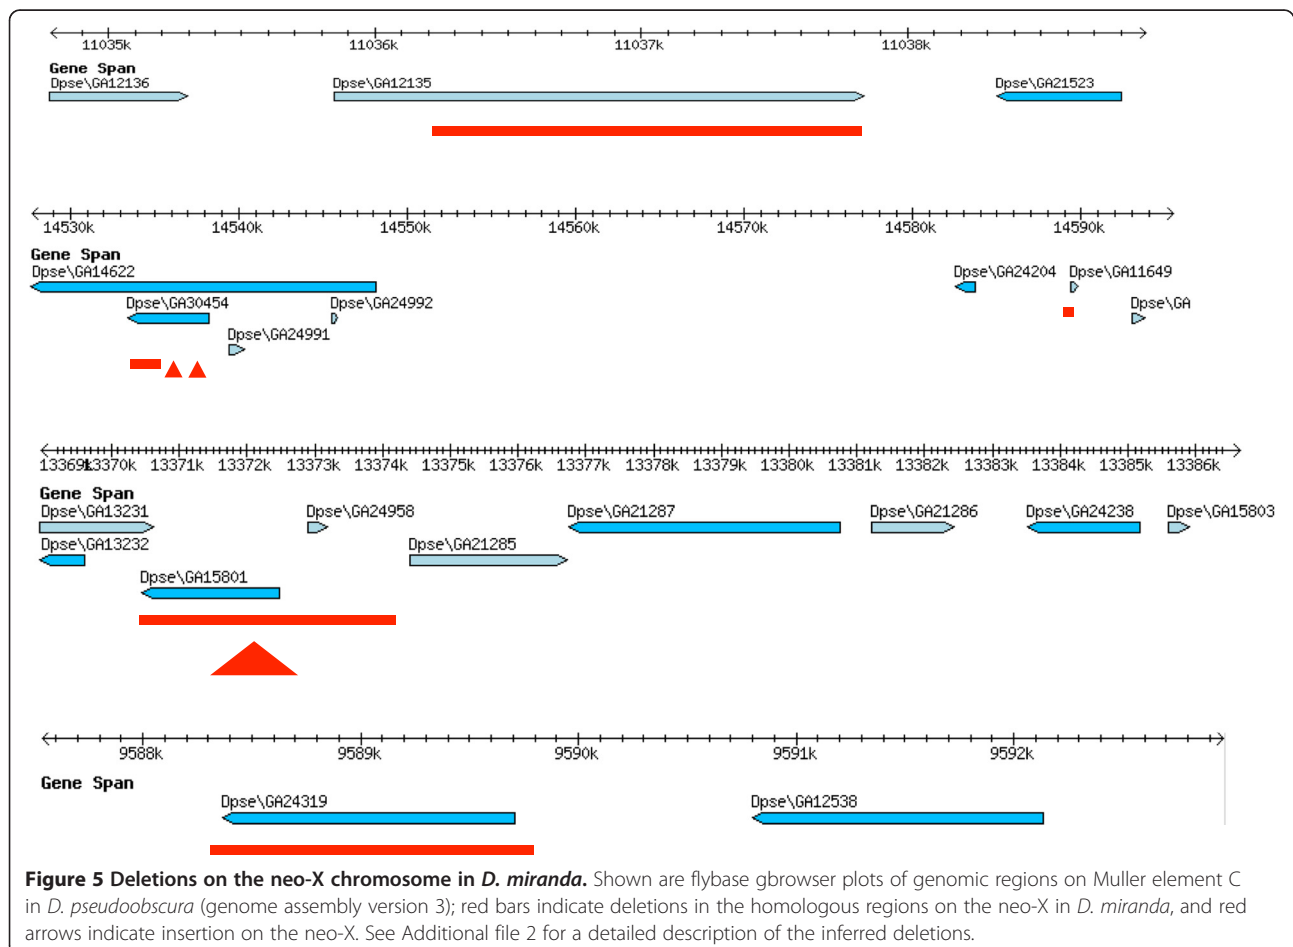 11035k 11036k 11037k 11038k
Gene Span
Dpse\GA12136 Dpse\GA12135 Dpse\GA21523
14530k 14540k 14550k 14560k 14570k 14580k 14590k
Gene Span
Dpse\GA14622 Dpse\GA24204 Dpse\GA11649
Dpse\GA30454 Dpse\GA24992 Dpse\GA
Dpse\GA24991
13369k 13370k 13371k 13372k 13373k 13374k 13375k 13376k 13377k 13378k 13379k 13380k 13381k 13382k 13383k 13384k 13385k 13386k
Gene Span
Dpse\GA13231 Dpse\GA24958 Dpse\GA21287 Dpse\GA21286 Dpse\GA24238 Dpse\GA15803
Dpse\GA13232 Dpse\GA21285
Dpse\GA15801
9588k 9589k 9590k 9591k 9592k
Gene Span
Dpse\GA24319 Dpse\GA12538
Figure 5 Deletions on the neo-X chromosome in D. miranda. Shown are flybase gbrowser plots of genomic regions on Muller element C
in D. pseudoobscura (genome assembly version 3); red bars indicate deletions in the homologous regions on the neo-X in D. miranda, and red
arrows indicate insertion on the neo-X. See Additional file 2 for a detailed description of the inferred deletions.